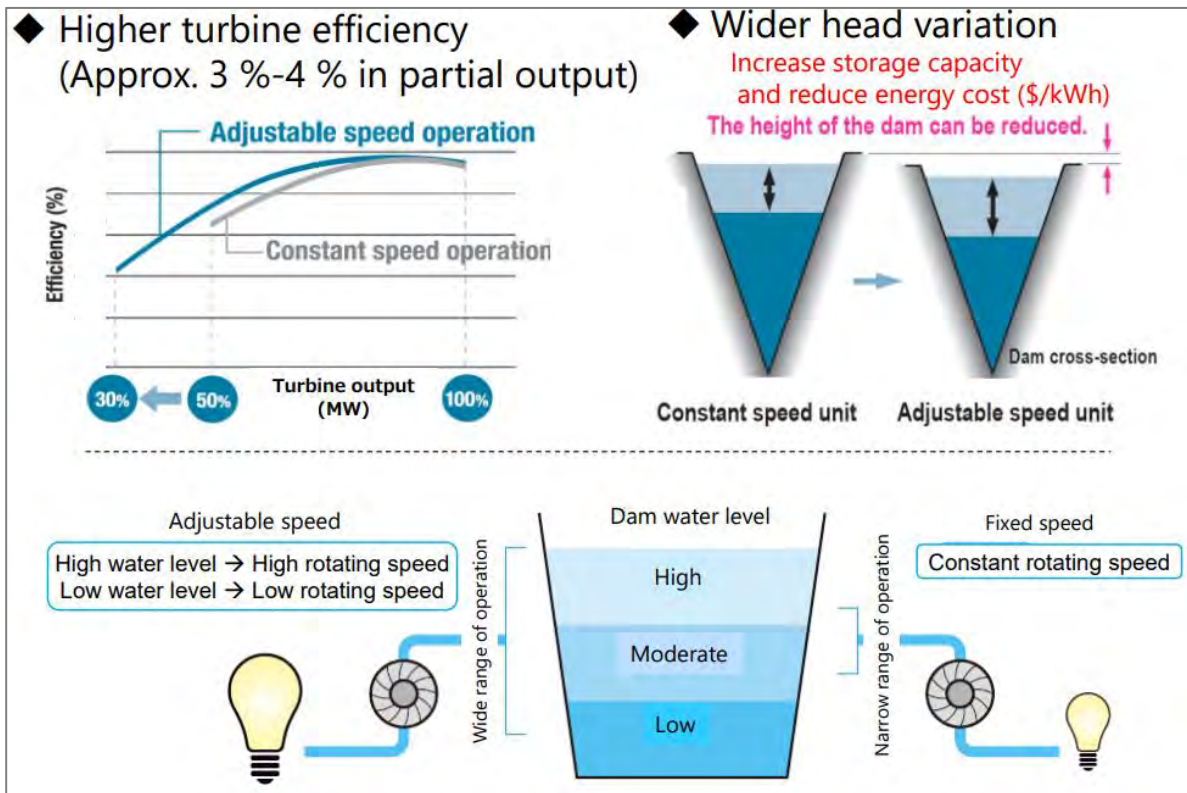 ◆ Higher turbine efficiency
(Approx. 3 %-4 % in partial output)
Adjustable speed operation
Constant speed operation
Efficiency (%)
30%
50%
Turbine output
(MW)
100%
◆ Wider head variation
Increase storage capacity
and reduce energy cost ($/kWh)
The height of the dam can be reduced.
Dam cross-section
Constant speed unit
Adjustable speed unit
Adjustable speed
High water level → High rotating speed
Low water level → Low rotating speed
Wide range of operation
Dam water level
High
Moderate
Low
Narrow range of operation
Fixed speed
Constant rotating speed